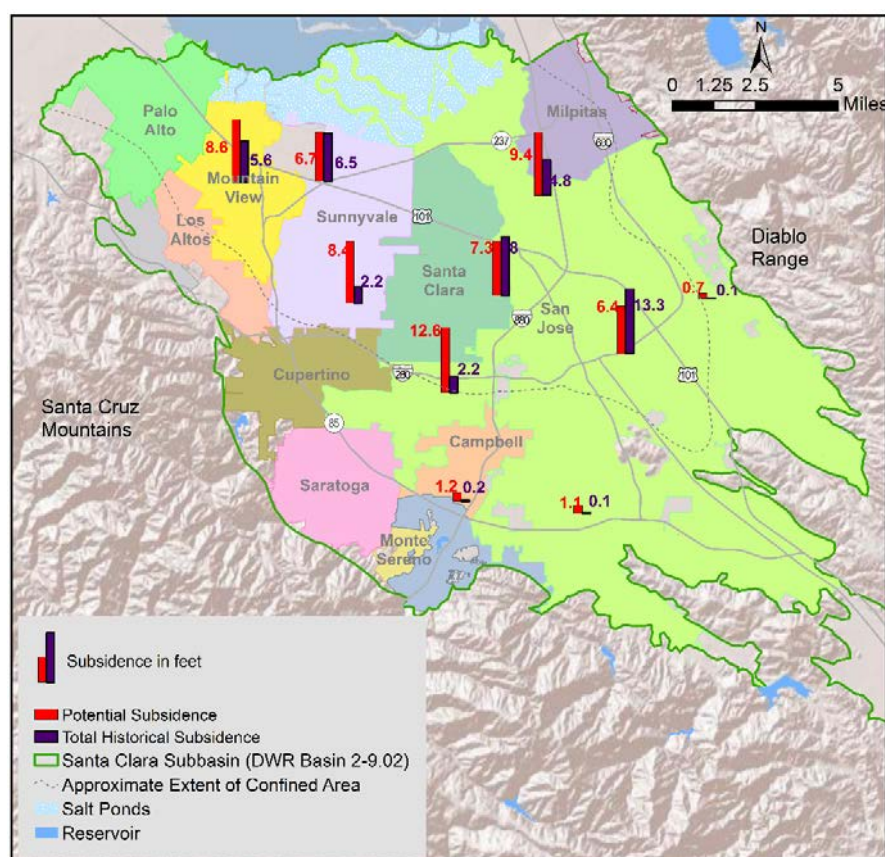 N
0 1.25 2.5 5
Miles
Palo
Alto
Milpitas
237
680
8.6
5.6
6.7
6.5
9.4
4.8
Mountain
View
Los
Altos
Sunnyvale
101
Diablo
Range
8.4
2.2
7.3
8
Santa
Clara
San
Jose
0.7
0.1
6.4
13.3
880
12.6
2.2
Cupertino
280
101
Santa Cruz
Mountains
85
Campbell
Saratoga
1.2
0.2
1.1
0.1
Monte
Sereno
Subsidence in feet
Potential Subsidence
Total Historical Subsidence
Santa Clara Subbasin (DWR Basin 2-9.02)
Approximate Extent of Confined Area
Salt Ponds
Reservoir